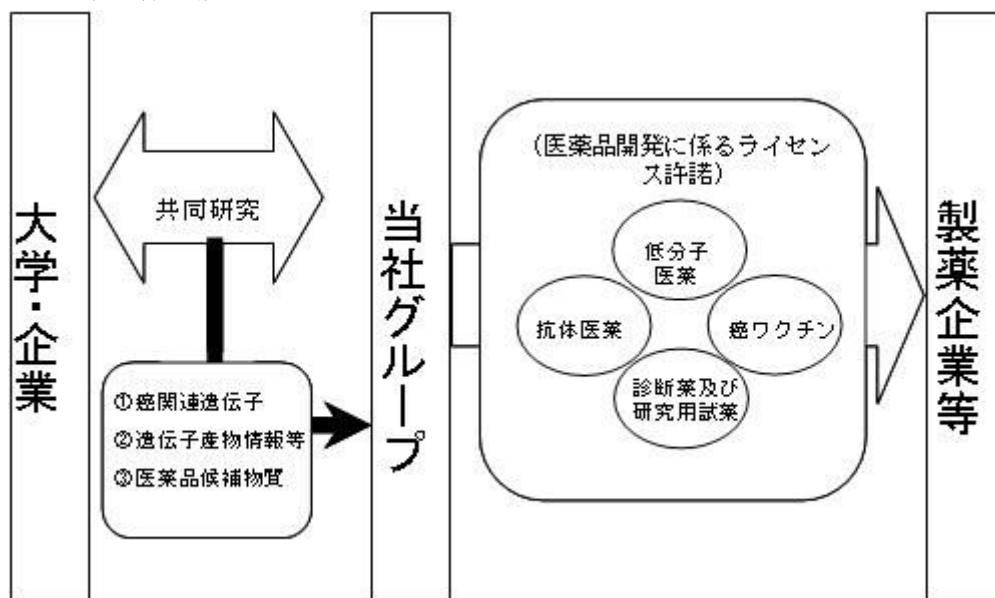 大学・企業
共同研究
①癌関連遺伝子
②遺伝子産物情報等
③医薬品候補物質
当社グループ
(医薬品開発に係るライセン
ス許諾)
低分子
医薬
抗体医薬
癌ワクチン
診断薬及び
研究用試薬
製薬企業等